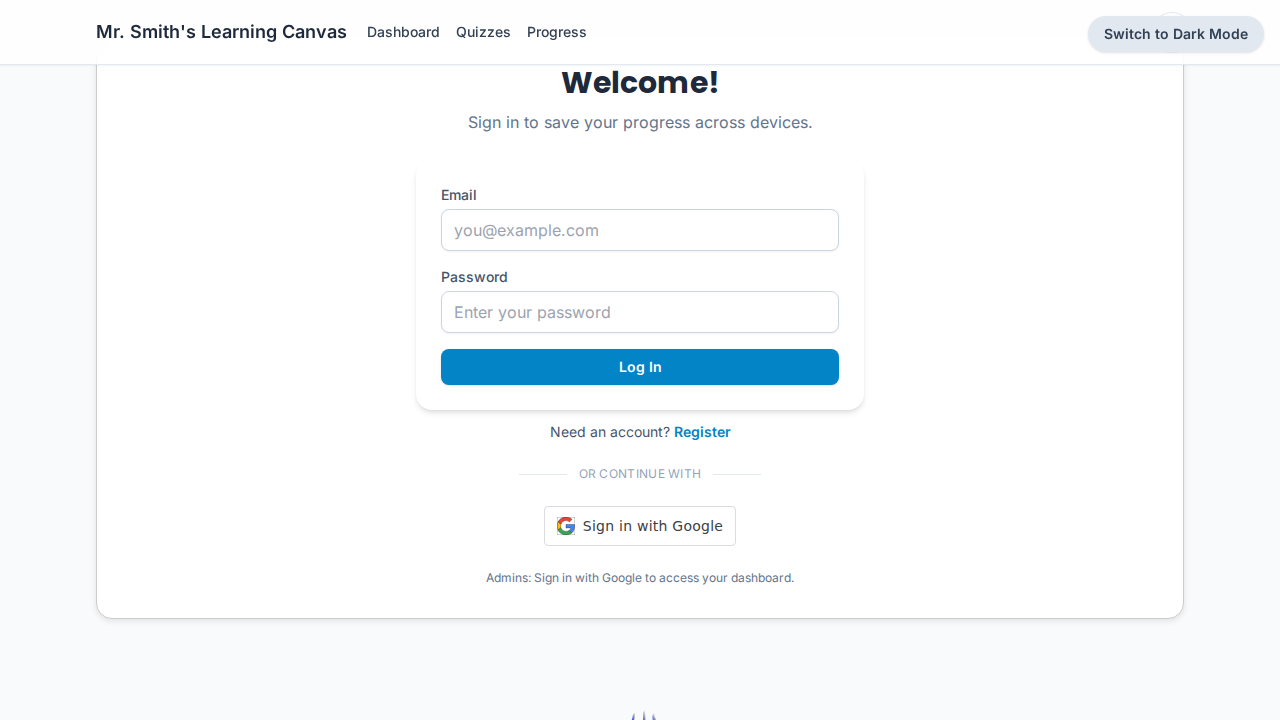 Mr. Smith's Learning Canvas
Dashboard
Quizzes
Progress
Switch to Dark Mode
Welcome!
Sign in to save your progress across devices.
Email
you@example.com
Password
Enter your password
Log In
Need an account? Register
OR CONTINUE WITH
Sign in with Google
Admins: Sign in with Google to access your dashboard.